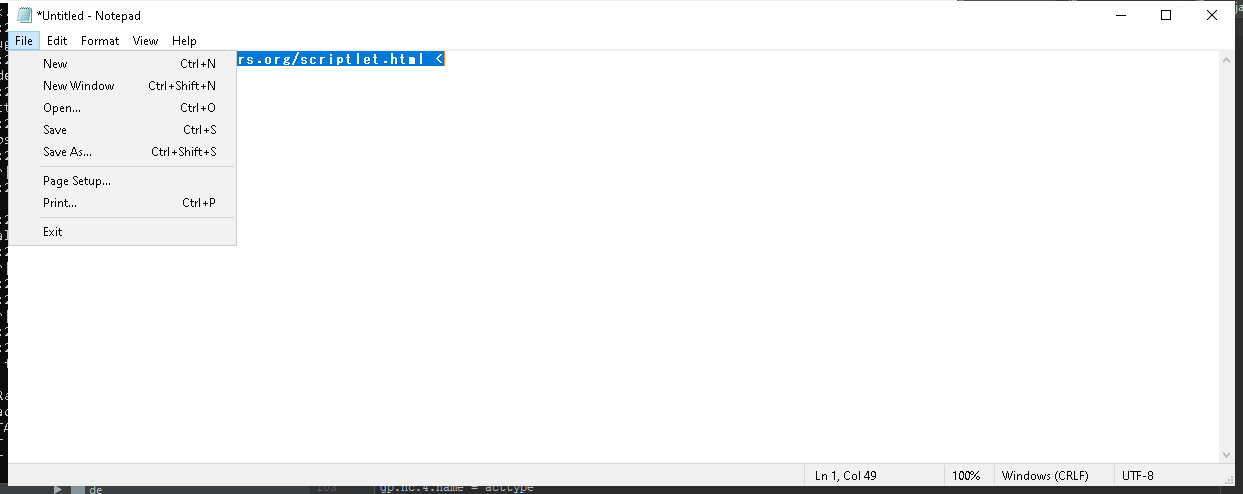 *Untitled - Notepad
File Edit Format View Help
rs.org/scriptlet.html <
New Ctrl+N
New Window Ctrl+Shift+N
Open... Ctrl+O
Save Ctrl+S
Save As... Ctrl+Shift+S
Page Setup...
Print... Ctrl+P
Exit
Ln 1, Col 49 100% Windows (CRLF) UTF-8
de
gp.nc.4.name = acctype